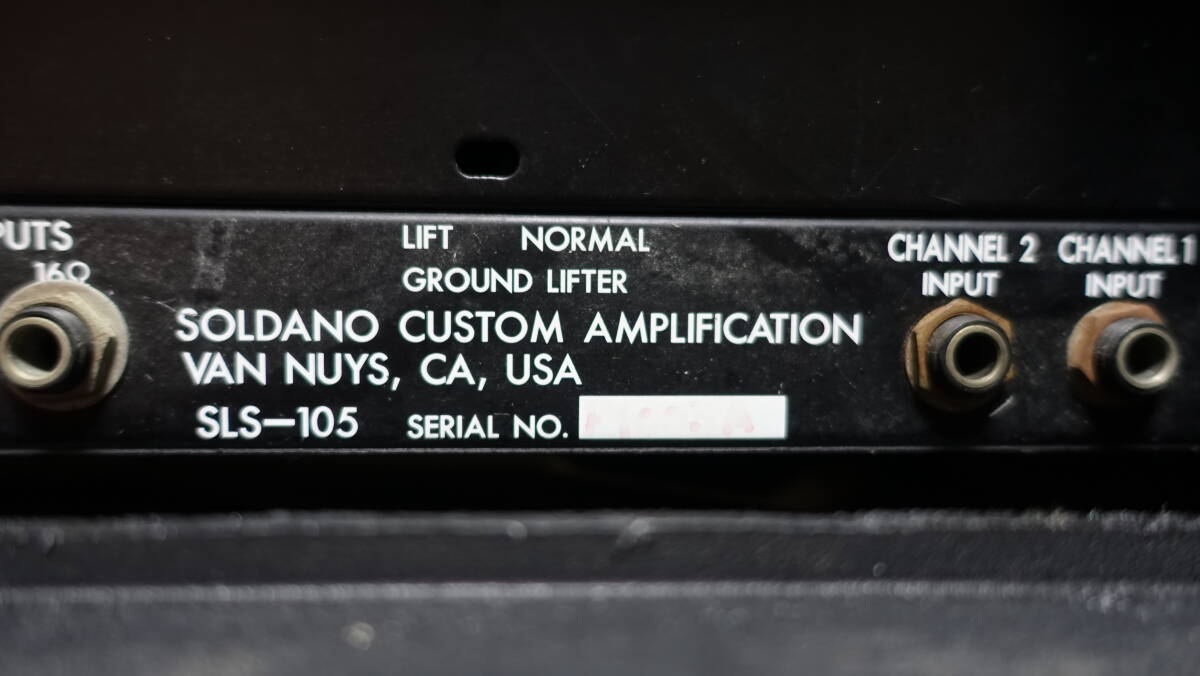 PUTS
16Ω
LIFT NORMAL
GROUND LIFTER
SOLDANO CUSTOM AMPLIFICATION
VAN NUYS, CA, USA
SLS-105 SERIAL NO.
CHANNEL 2
INPUT
CHANNEL 1
INPUT